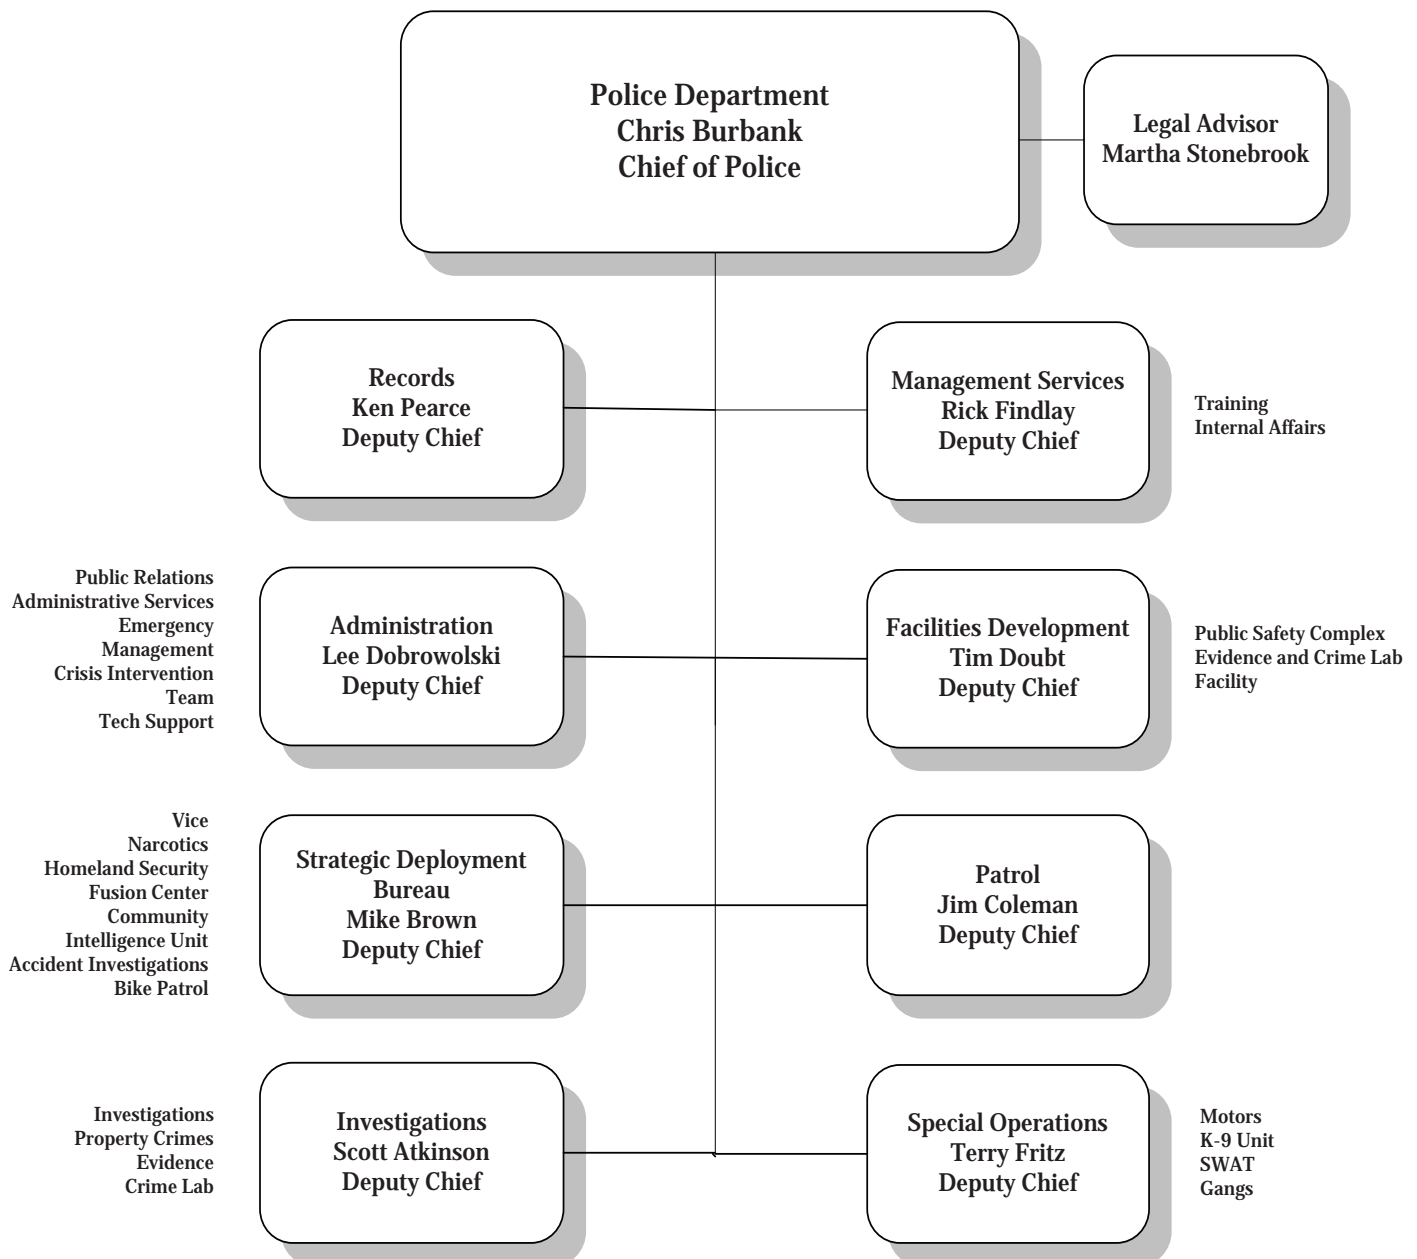 Police Department
Chris Burbank
Chief of Police
Legal Advisor
Martha Stonebrook
Records
Ken Pearce
Deputy Chief
Management Services
Rick Findlay
Deputy Chief
Training
Internal Affairs
Public Relations
Administrative Services
Emergency
Management
Crisis Intervention
Team
Tech Support
Administration
Lee Dobrowolski
Deputy Chief
Facilities Development
Tim Doubt
Deputy Chief
Public Safety Complex
Evidence and Crime Lab
Facility
Vice
Narcotics
Homeland Security
Fusion Center
Community
Intelligence Unit
Accident Investigations
Bike Patrol
Strategic Deployment
Bureau
Mike Brown
Deputy Chief
Patrol
Jim Coleman
Deputy Chief
Investigations
Property Crimes
Evidence
Crime Lab
Investigations
Scott Atkinson
Deputy Chief
Special Operations
Terry Fritz
Deputy Chief
Motors
K-9 Unit
SWAT
Gangs